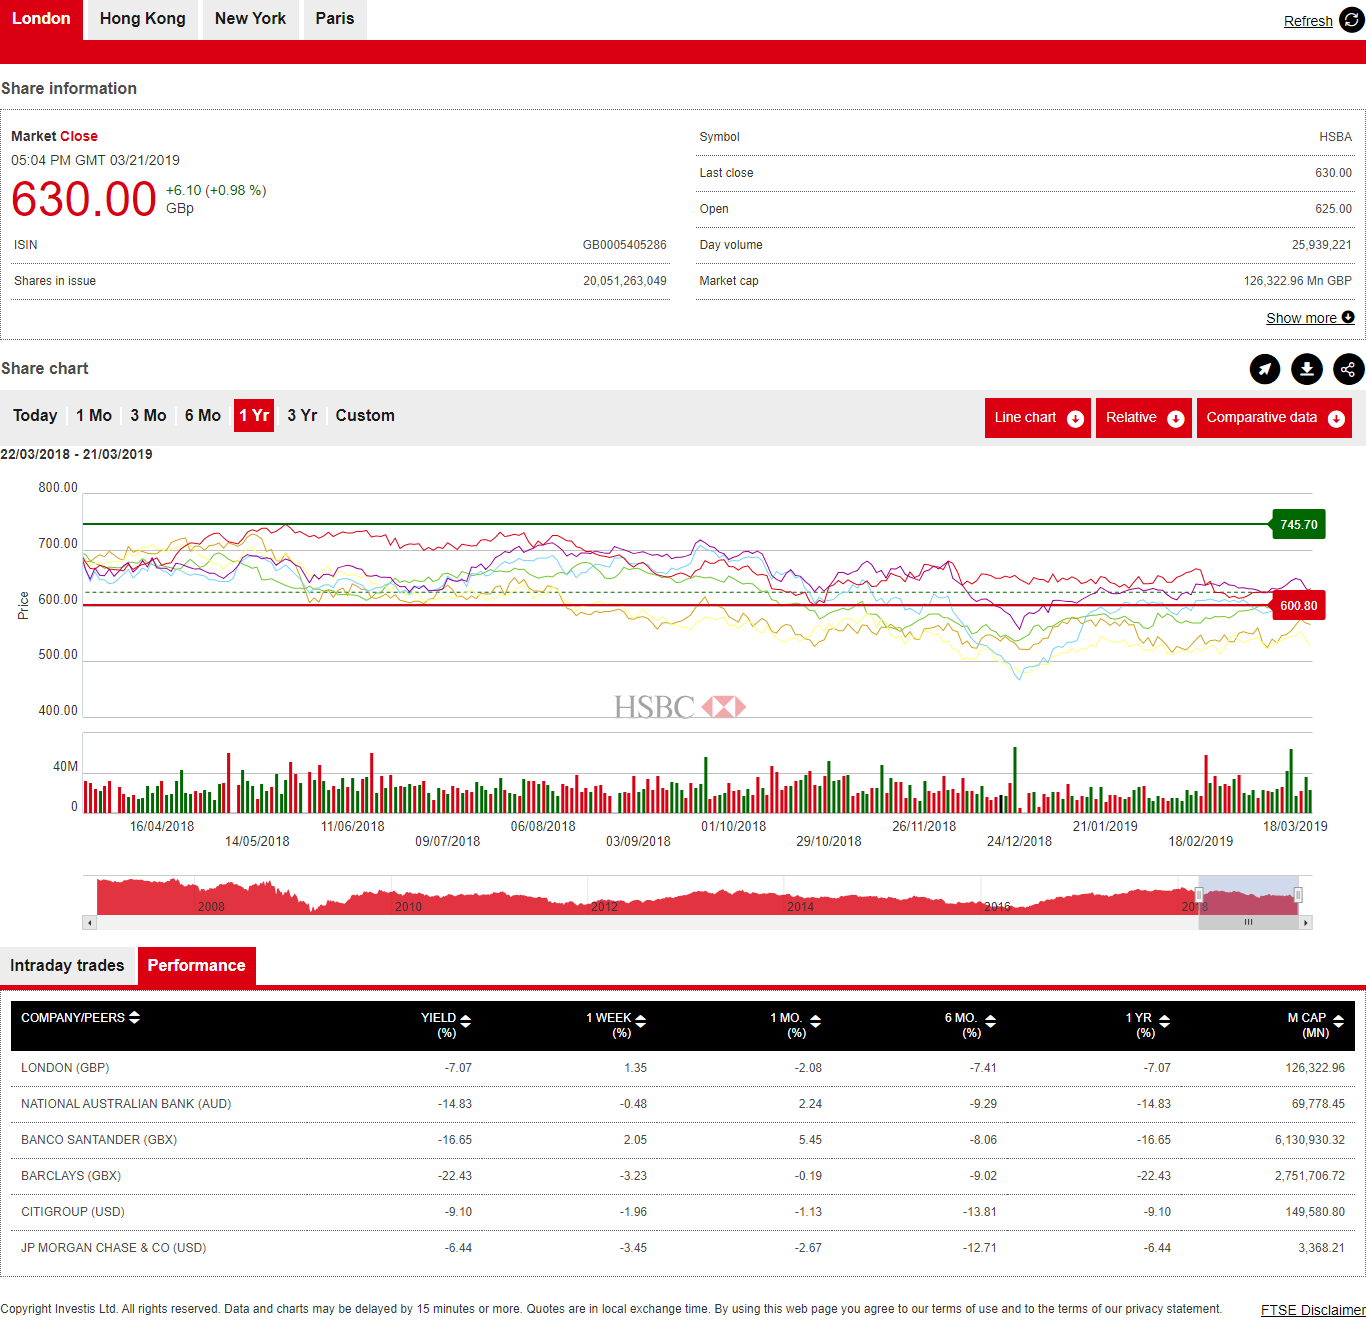 London Hong Kong New York Paris Refresh
Share information
Market Close
05:04 PM GMT 03/21/2019
630.00 +6.10 (+0.98 %)
GBp
ISIN GB0005405286
Shares in issue 20,051,263,049
Symbol HSBA
Last close 630.00
Open 625.00
Day volume 25,939,221
Market cap 126,322.96 Mn GBP
Show more
Share chart
Today 1 Mo 3 Mo 6 Mo 1 Yr 3 Yr Custom Line chart Relative Comparative data
22/03/2018 - 21/03/2019
800.00
745.70
700.00
600.00
600.80
Price
500.00
400.00
HSBC
40M
0
16/04/2018 11/06/2018 06/08/2018 01/10/2018 26/11/2018 21/01/2019 18/03/2019
14/05/2018 09/07/2018 03/09/2018 29/10/2018 24/12/2018 18/02/2019
2008 2010 2012 2014 2016 2018
Intraday trades Performance
COMPANY/PEERS YIELD 1 WEEK 1 MO. 6 MO. 1 YR M CAP
(%) (%) (%) (%) (%) (MN)
LONDON (GBP) -7.07 1.35 -2.08 -7.41 -7.07 126,322.96
NATIONAL AUSTRALIAN BANK (AUD) -14.83 -0.48 2.24 -9.29 -14.83 69,778.45
BANCO SANTANDER (GBX) -16.65 2.05 5.45 -8.06 -16.65 6,130,930.32
BARCLAYS (GBX) -22.43 -3.23 -0.19 -9.02 -22.43 2,751,706.72
CITIGROUP (USD) -9.10 -1.96 -1.13 -13.81 -9.10 149,580.80
JP MORGAN CHASE & CO (USD) -6.44 -3.45 -2.67 -12.71 -6.44 3,368.21
Copyright Investis Ltd. All rights reserved. Data and charts may be delayed by 15 minutes or more. Quotes are in local exchange time. By using this web page you agree to our terms of use and to the terms of our privacy statement. FTSE Disclaimer